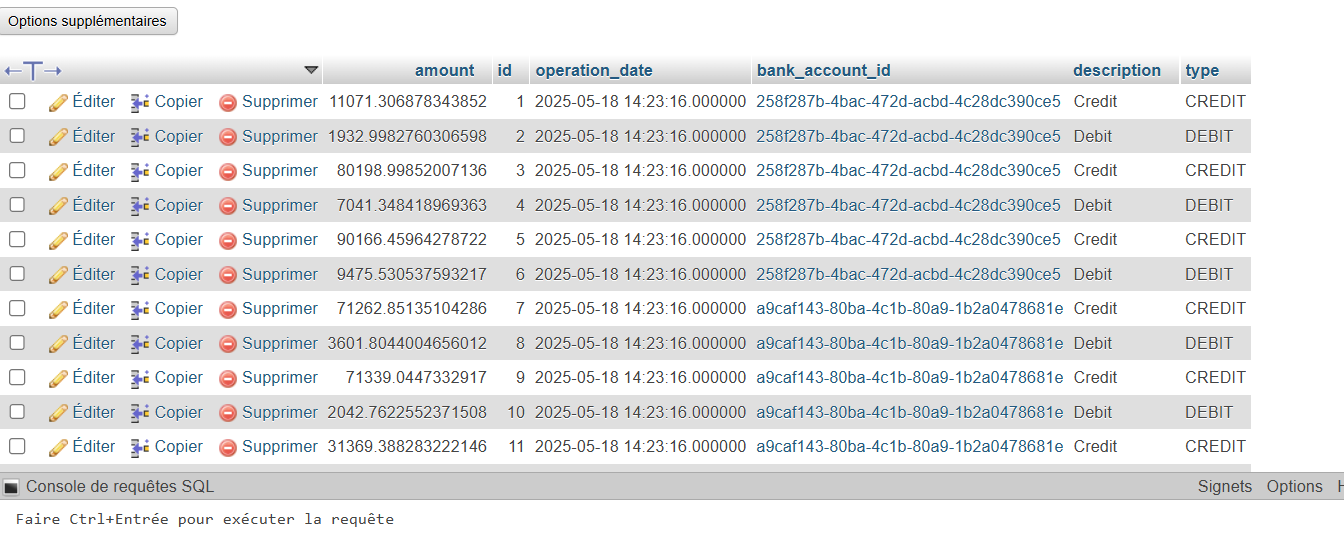 Options supplémentaires
amount id operation_date bank_account_id description type
Éditer Copier Supprimer 11071.306878343852 1 2025-05-18 14:23:16.000000 258f287b-4bac-472d-acbd-4c28dc390ce5 Credit CREDIT
Éditer Copier Supprimer 1932.9982760306598 2 2025-05-18 14:23:16.000000 258f287b-4bac-472d-acbd-4c28dc390ce5 Debit DEBIT
Éditer Copier Supprimer 80198.99852007136 3 2025-05-18 14:23:16.000000 258f287b-4bac-472d-acbd-4c28dc390ce5 Credit CREDIT
Éditer Copier Supprimer 7041.348418969363 4 2025-05-18 14:23:16.000000 258f287b-4bac-472d-acbd-4c28dc390ce5 Debit DEBIT
Éditer Copier Supprimer 90166.45964278722 5 2025-05-18 14:23:16.000000 258f287b-4bac-472d-acbd-4c28dc390ce5 Credit CREDIT
Éditer Copier Supprimer 9475.530537593217 6 2025-05-18 14:23:16.000000 258f287b-4bac-472d-acbd-4c28dc390ce5 Debit DEBIT
Éditer Copier Supprimer 71262.85135104286 7 2025-05-18 14:23:16.000000 a9caf143-80ba-4c1b-80a9-1b2a0478681e Credit CREDIT
Éditer Copier Supprimer 3601.8044004656012 8 2025-05-18 14:23:16.000000 a9caf143-80ba-4c1b-80a9-1b2a0478681e Debit DEBIT
Éditer Copier Supprimer 71339.0447332917 9 2025-05-18 14:23:16.000000 a9caf143-80ba-4c1b-80a9-1b2a0478681e Credit CREDIT
Éditer Copier Supprimer 2042.7622552371508 10 2025-05-18 14:23:16.000000 a9caf143-80ba-4c1b-80a9-1b2a0478681e Debit DEBIT
Éditer Copier Supprimer 31369.388283222146 11 2025-05-18 14:23:16.000000 a9caf143-80ba-4c1b-80a9-1b2a0478681e Credit CREDIT
Console de requêtes SQL Signets Options
Faire Ctrl+Entrée pour exécuter la requête